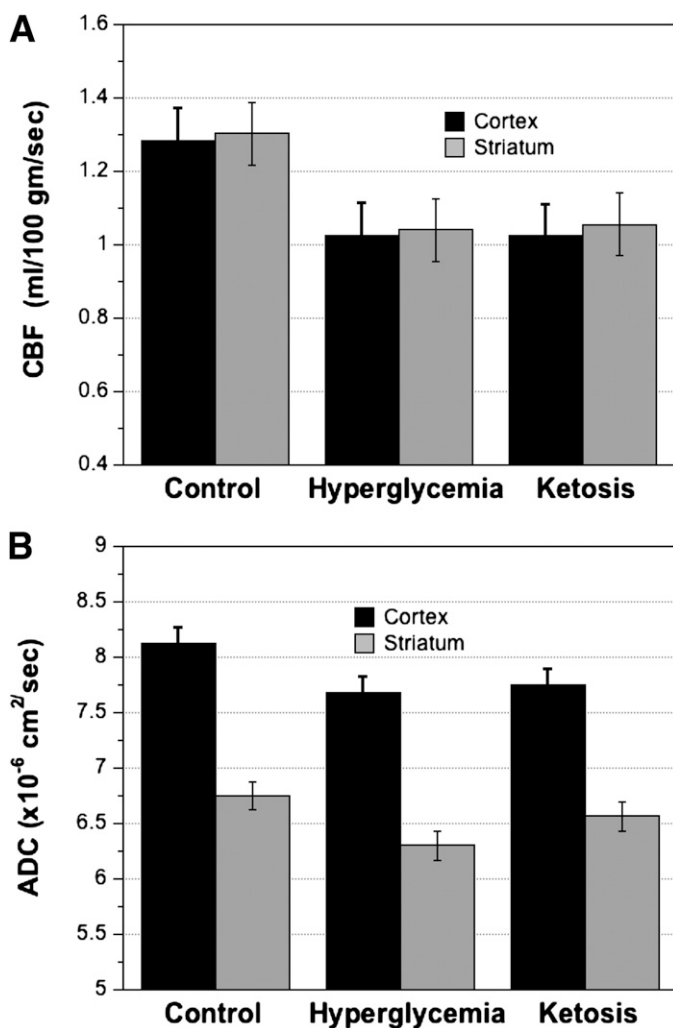 A
CBF (ml/100 gm/sec)
1.6
1.4
1.2
1
0.8
0.6
0.4
Cortex
Striatum
Control Hyperglycemia Ketosis
B
ADC (x10⁻⁶ cm²/sec)
9
8.5
8
7.5
7
6.5
6
5.5
5
Cortex
Striatum
Control Hyperglycemia Ketosis